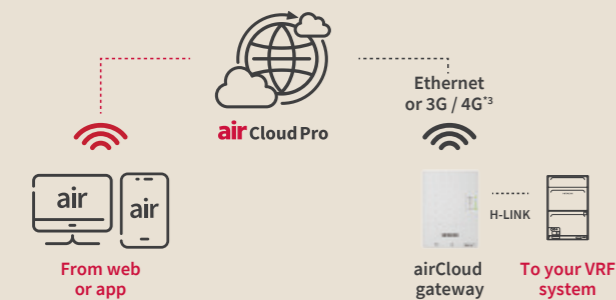 air Cloud Pro
Ethernet
or 3G / 4G*3
air
air
H-LINK
From web
or app
airCloud
gateway
To your VRF
system